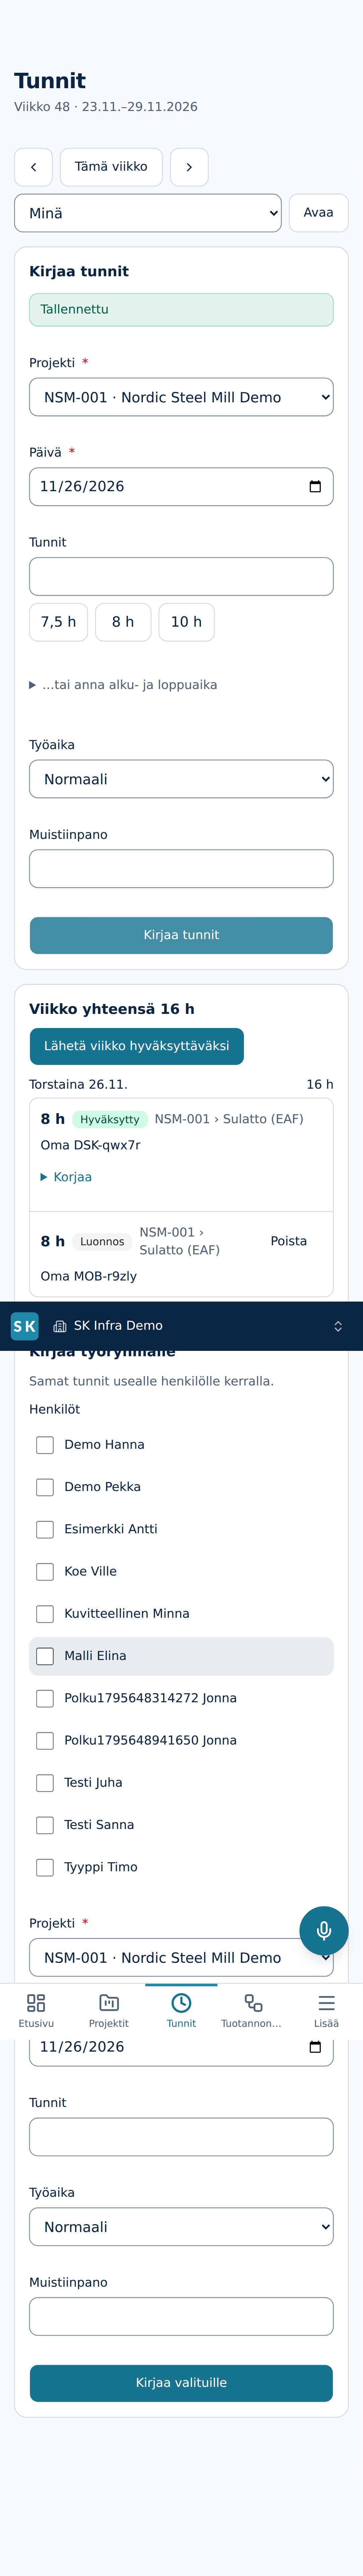 Tunnit
Viikko 48 · 23.11.–29.11.2026
Tämä viikko
Minä
Avaa
Kirjaa tunnit
Tallennettu
Projekti *
NSM-001 · Nordic Steel Mill Demo
Päivä *
11/26/2026
Tunnit
7,5 h
8 h
10 h
…tai anna alku- ja loppuaika
Työaika
Normaali
Muistiinpano
Kirjaa tunnit
Viikko yhteensä 16 h
Lähetä viikko hyväksyttäväksi
Torstaina 26.11.
16 h
8 h Hyväksytty NSM-001 › Sulatto (EAF)
Oma DSK-qwx7r
Korjaa
8 h Luonnos NSM-001 ›
Sulatto (EAF)
Poista
Oma MOB-r9zly
SK SK Infra Demo
Kirjaa työryhmälle
Samat tunnit usealle henkilölle kerralla.
Henkilöt
Demo Hanna
Demo Pekka
Esimerkki Antti
Koe Ville
Kuvitteellinen Minna
Malli Elina
Polku1795648314272 Jonna
Polku1795648941650 Jonna
Testi Juha
Testi Sanna
Tyyppi Timo
Projekti *
NSM-001 · Nordic Steel Mill Demo
Etusivu
Projektit
Tunnit
Tuotannon…
Lisää
11/26/2026
Tunnit
Työaika
Normaali
Muistiinpano
Kirjaa valituille